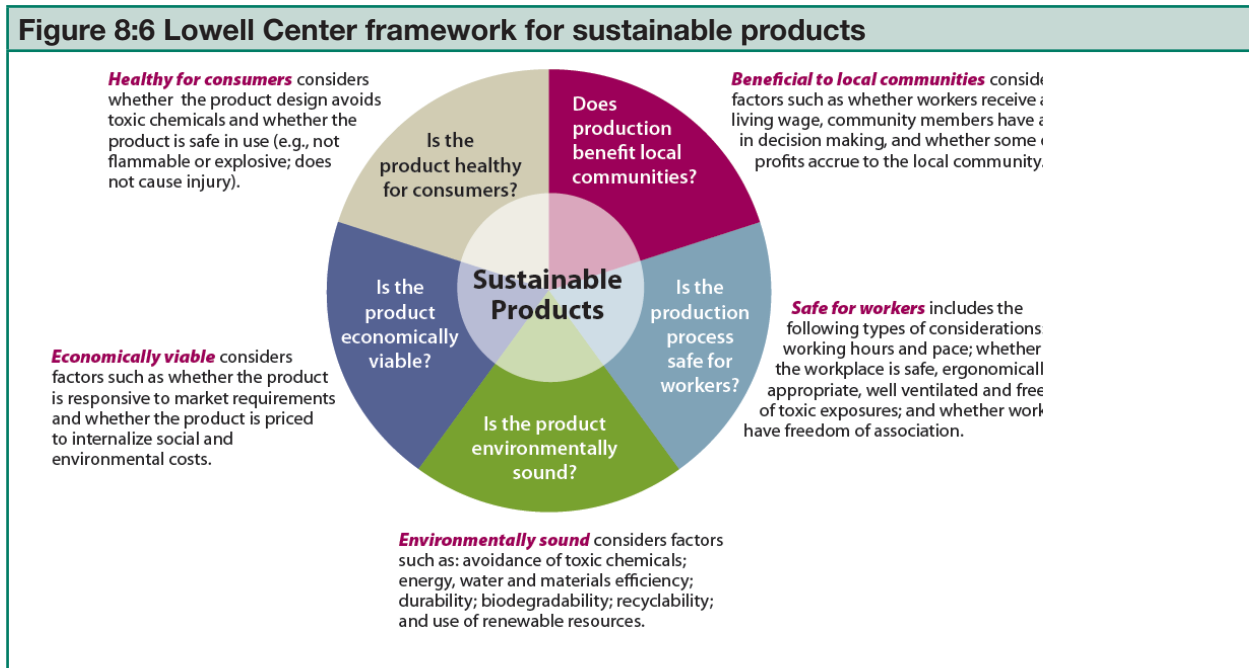 Figure 8:6 Lowell Center framework for sustainable products
Healthy for consumers considers
whether the product design avoids
toxic chemicals and whether the
product is safe in use (e.g., not
flammable or explosive; does
not cause injury).
Is the
product healthy
for consumers?
Does
production
benefit local
communities?
Beneficial to local communities
factors such as whether workers receive
living wage, community members have
in decision making, and whether some
profits accrue to the local community.
Is the
product
economically
viable?
Sustainable
Products
Is the
production
process
safe for
workers?
Safe for workers includes the
following types of considerations:
working hours and pace; whether
the workplace is safe, ergonomicall
appropriate, well ventilated and free
of toxic exposures; and whether work
have freedom of association.
Economically viable considers
factors such as whether the product
is responsive to market requirements
and whether the product is priced
to internalize social and
environmental costs.
Is the product
environmentally
sound?
Environmentally sound considers factors
such as: avoidance of toxic chemicals;
energy, water and materials efficiency;
durability; biodegradability; recyclability;
and use of renewable resources.